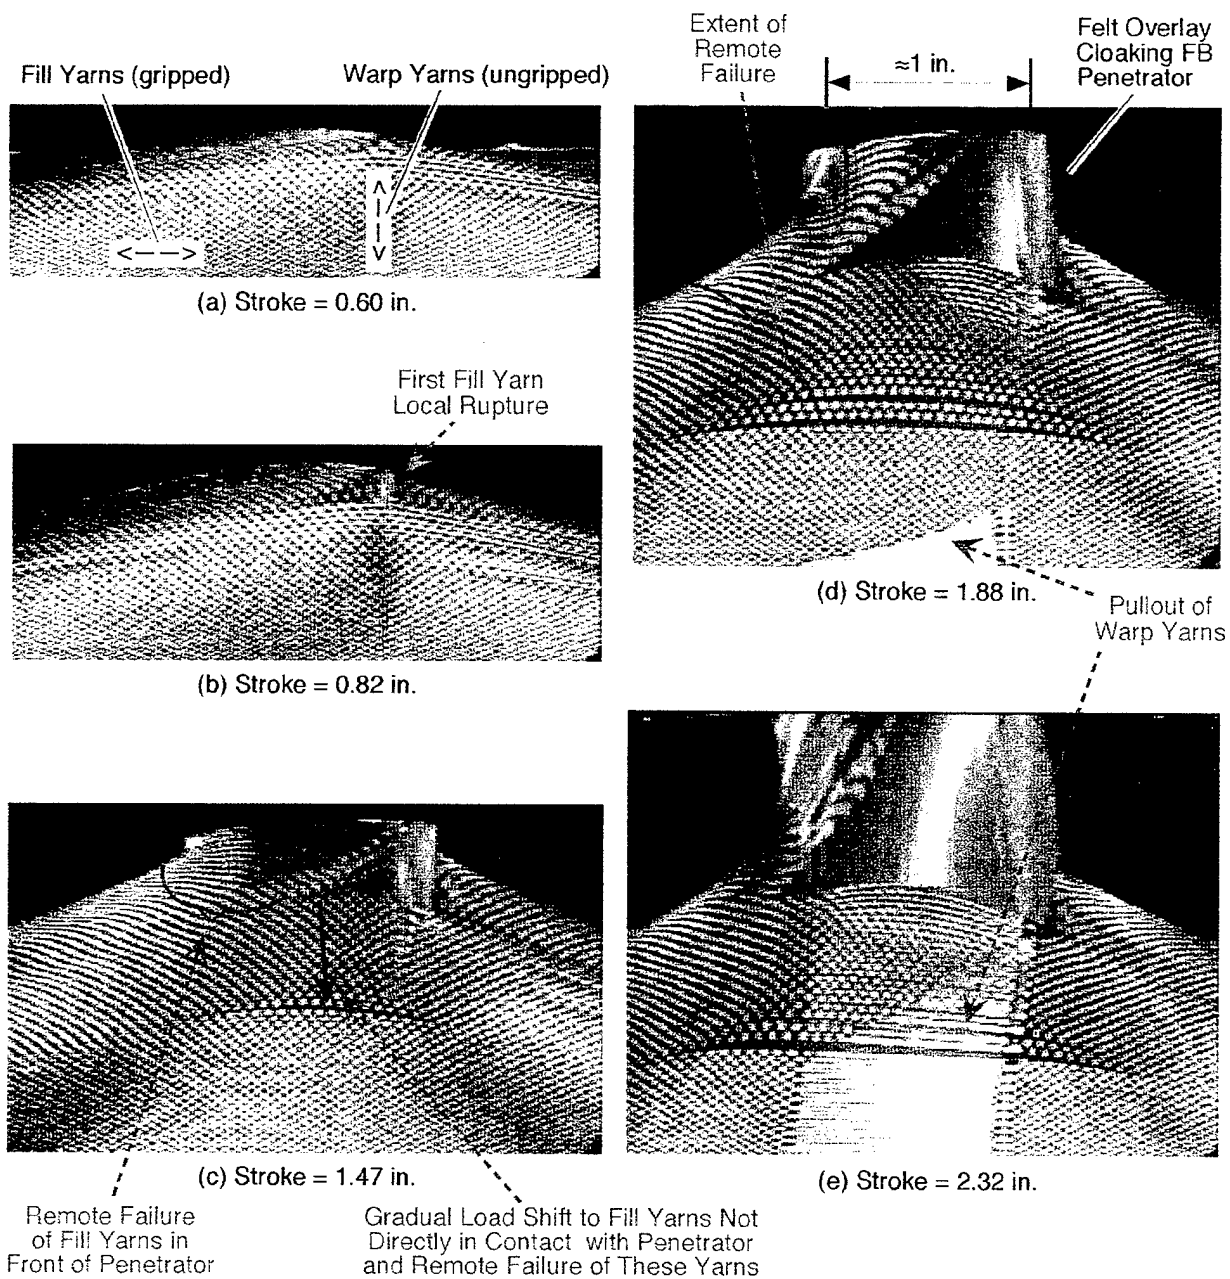 Fill Yarns (gripped)
Warp Yarns (ungripped)
(a) Stroke = 0.60 in.
First Fill Yarn
Local Rupture
(b) Stroke = 0.82 in.
(c) Stroke = 1.47 in.
Remote Failure
of Fill Yarns in
Front of Penetrator
Gradual Load Shift to Fill Yarns Not
Directly in Contact with Penetrator
and Remote Failure of These Yarns
Extent of
Remote
Failure
≈1 in.
Felt Overlay
Cloaking FB
Penetrator
(d) Stroke = 1.88 in.
Pullout of
Warp Yarns
(e) Stroke = 2.32 in.